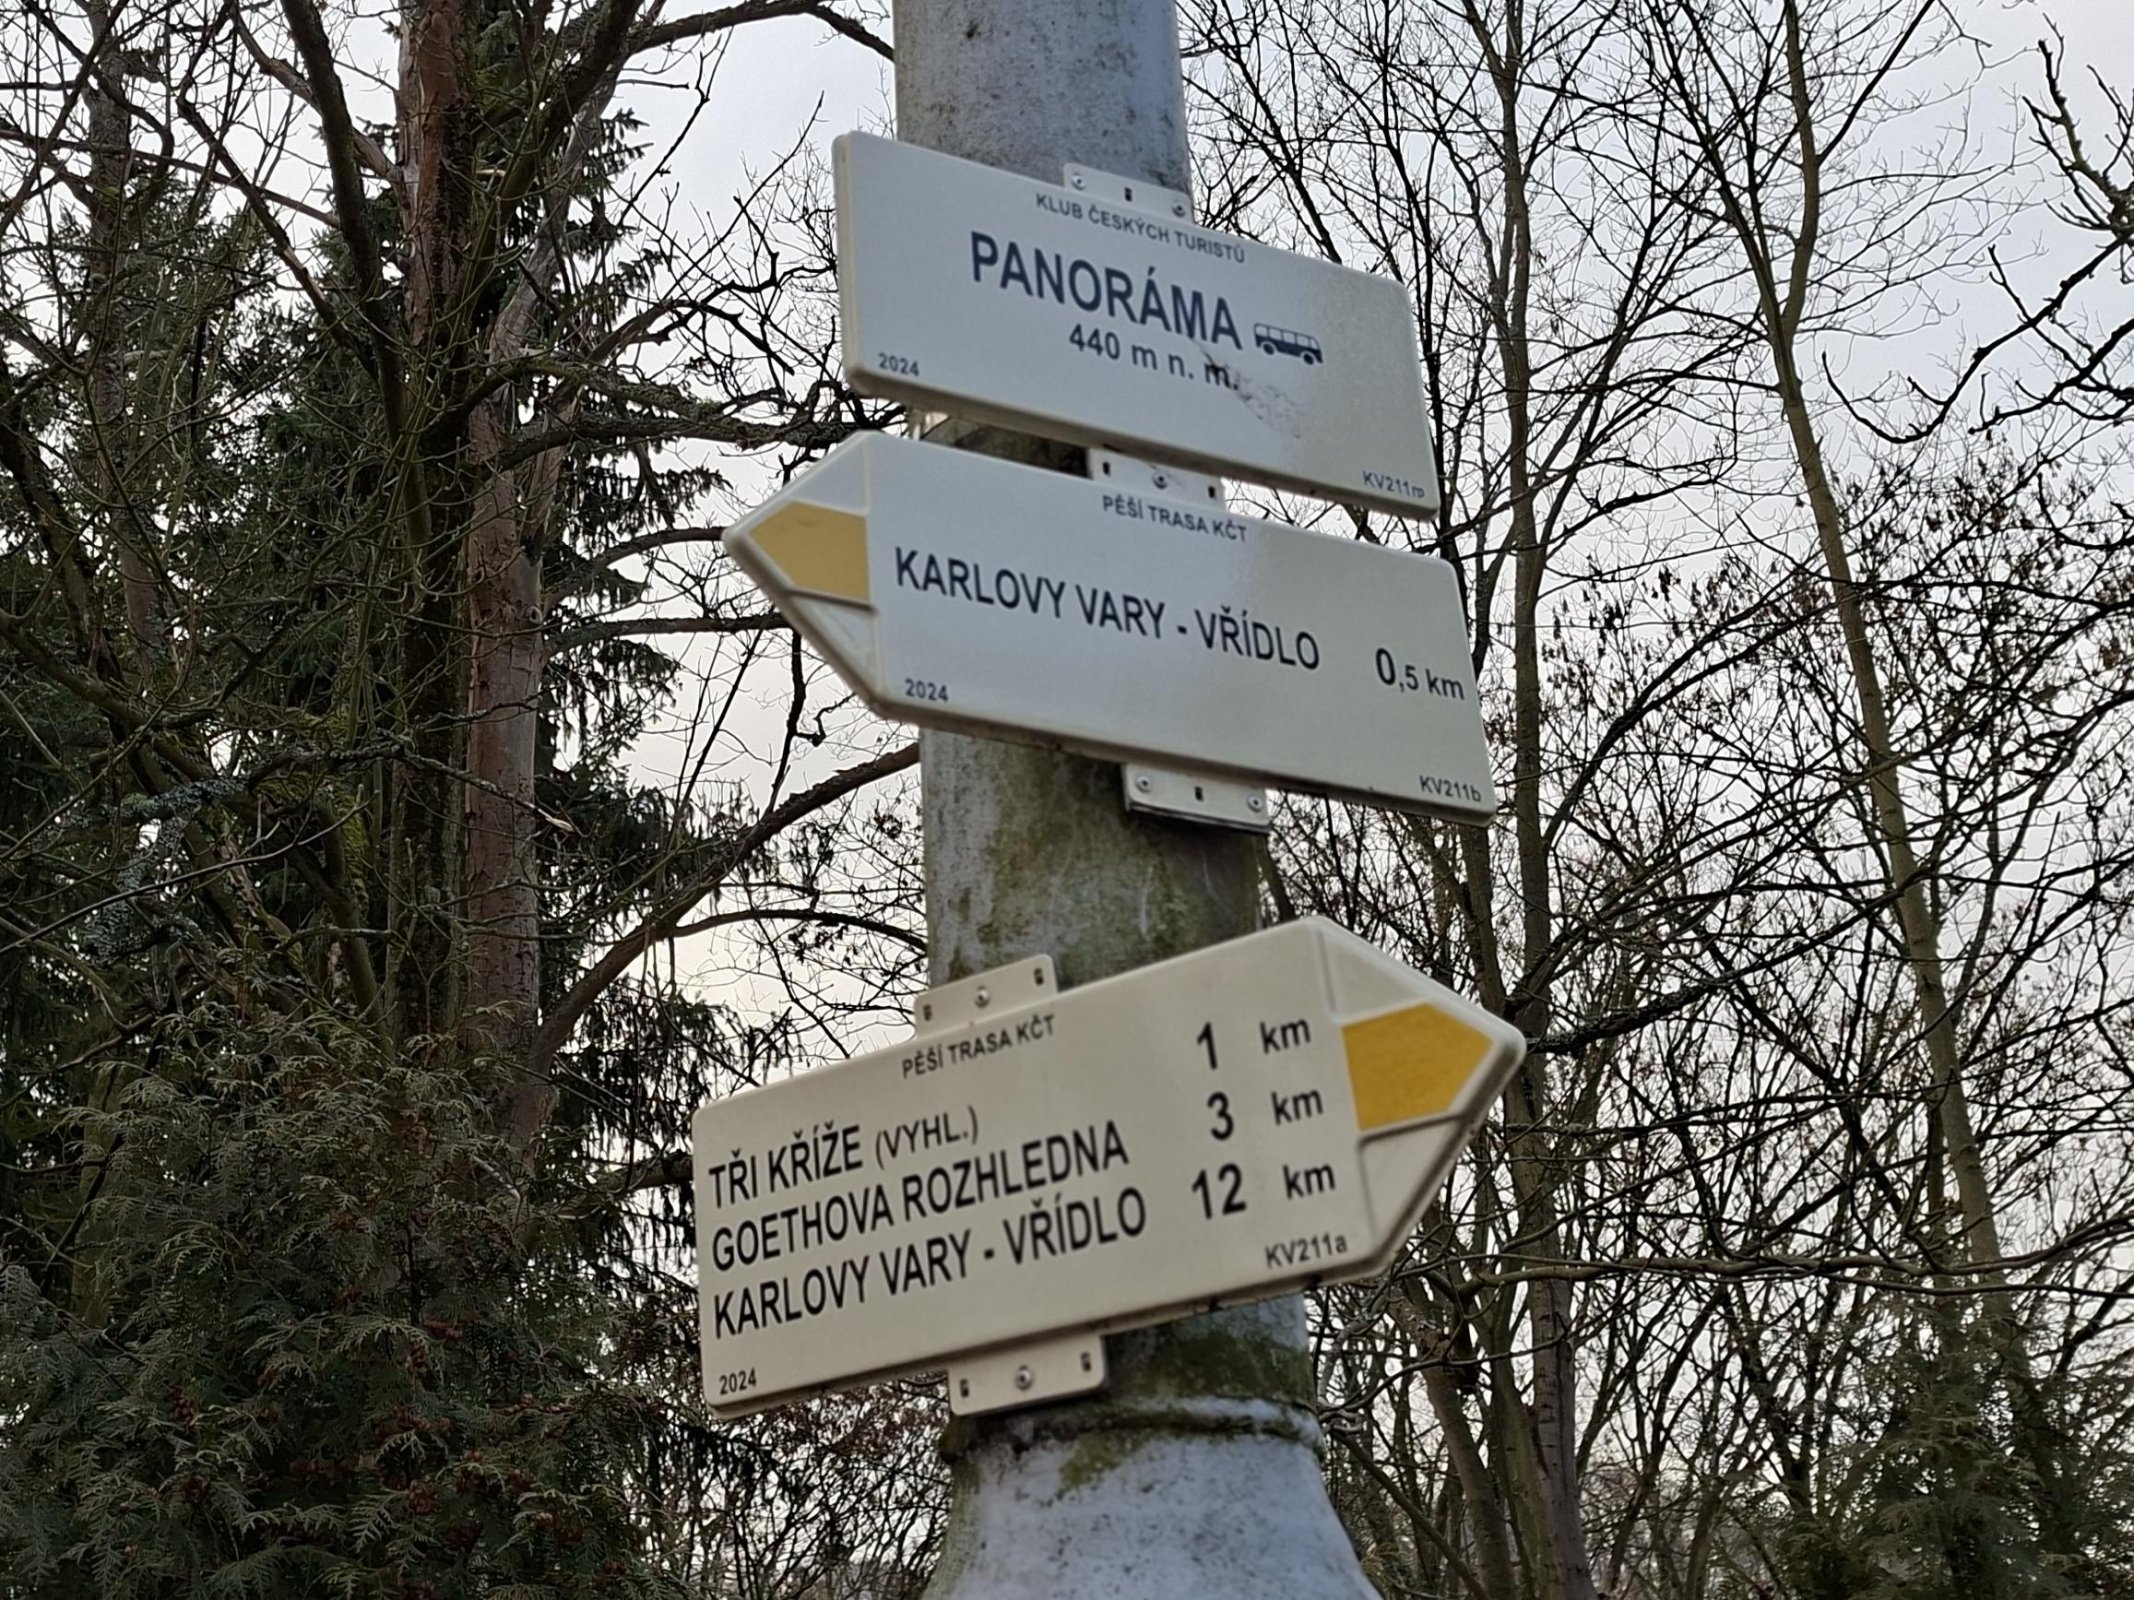 KLUB ČESKÝCH TURISTŮ
PANORÁMA
440 m n. m.
2024
KV211rp
PĚŠÍ TRASA KČT
KARLOVY VARY - VŘÍDLO 0,5 km
2024
KV211b
PĚŠÍ TRASA KČT
TŘI KŘÍŽE (VYHL.) 1 km
GOETHOVA ROZHLEDNA 3 km
KARLOVY VARY - VŘÍDLO 12 km
2024
KV211a